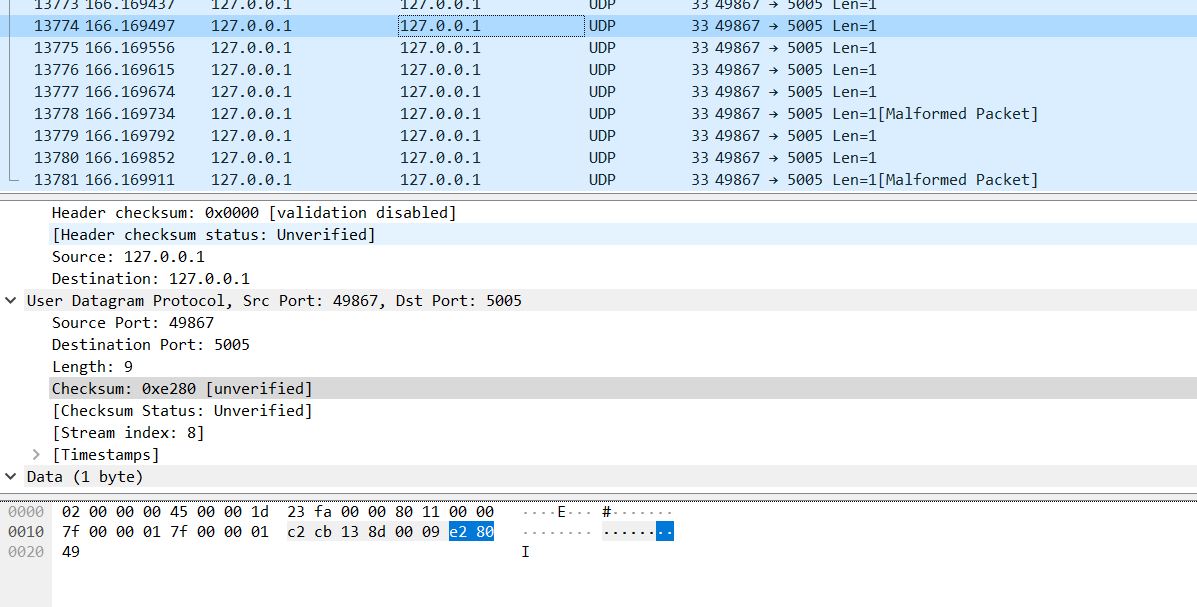 13773 166.169437 127.0.0.1 127.0.0.1 UDP 33 49867 → 5005 Len=1
13774 166.169497 127.0.0.1 127.0.0.1 UDP 33 49867 → 5005 Len=1
13775 166.169556 127.0.0.1 127.0.0.1 UDP 33 49867 → 5005 Len=1
13776 166.169615 127.0.0.1 127.0.0.1 UDP 33 49867 → 5005 Len=1
13777 166.169674 127.0.0.1 127.0.0.1 UDP 33 49867 → 5005 Len=1
13778 166.169734 127.0.0.1 127.0.0.1 UDP 33 49867 → 5005 Len=1[Malformed Packet]
13779 166.169792 127.0.0.1 127.0.0.1 UDP 33 49867 → 5005 Len=1
13780 166.169852 127.0.0.1 127.0.0.1 UDP 33 49867 → 5005 Len=1
13781 166.169911 127.0.0.1 127.0.0.1 UDP 33 49867 → 5005 Len=1[Malformed Packet]
Header checksum: 0x0000 [validation disabled]
[Header checksum status: Unverified]
Source: 127.0.0.1
Destination: 127.0.0.1
User Datagram Protocol, Src Port: 49867, Dst Port: 5005
Source Port: 49867
Destination Port: 5005
Length: 9
Checksum: 0xe280 [unverified]
[Checksum Status: Unverified]
[Stream index: 8]
[Timestamps]
Data (1 byte)
0000 02 00 00 00 45 00 00 1d 23 fa 00 00 80 11 00 00 ····E··· #·······
0010 7f 00 00 01 7f 00 00 01 c2 cb 13 8d 00 09 e2 80 ········ ········
0020 49 I